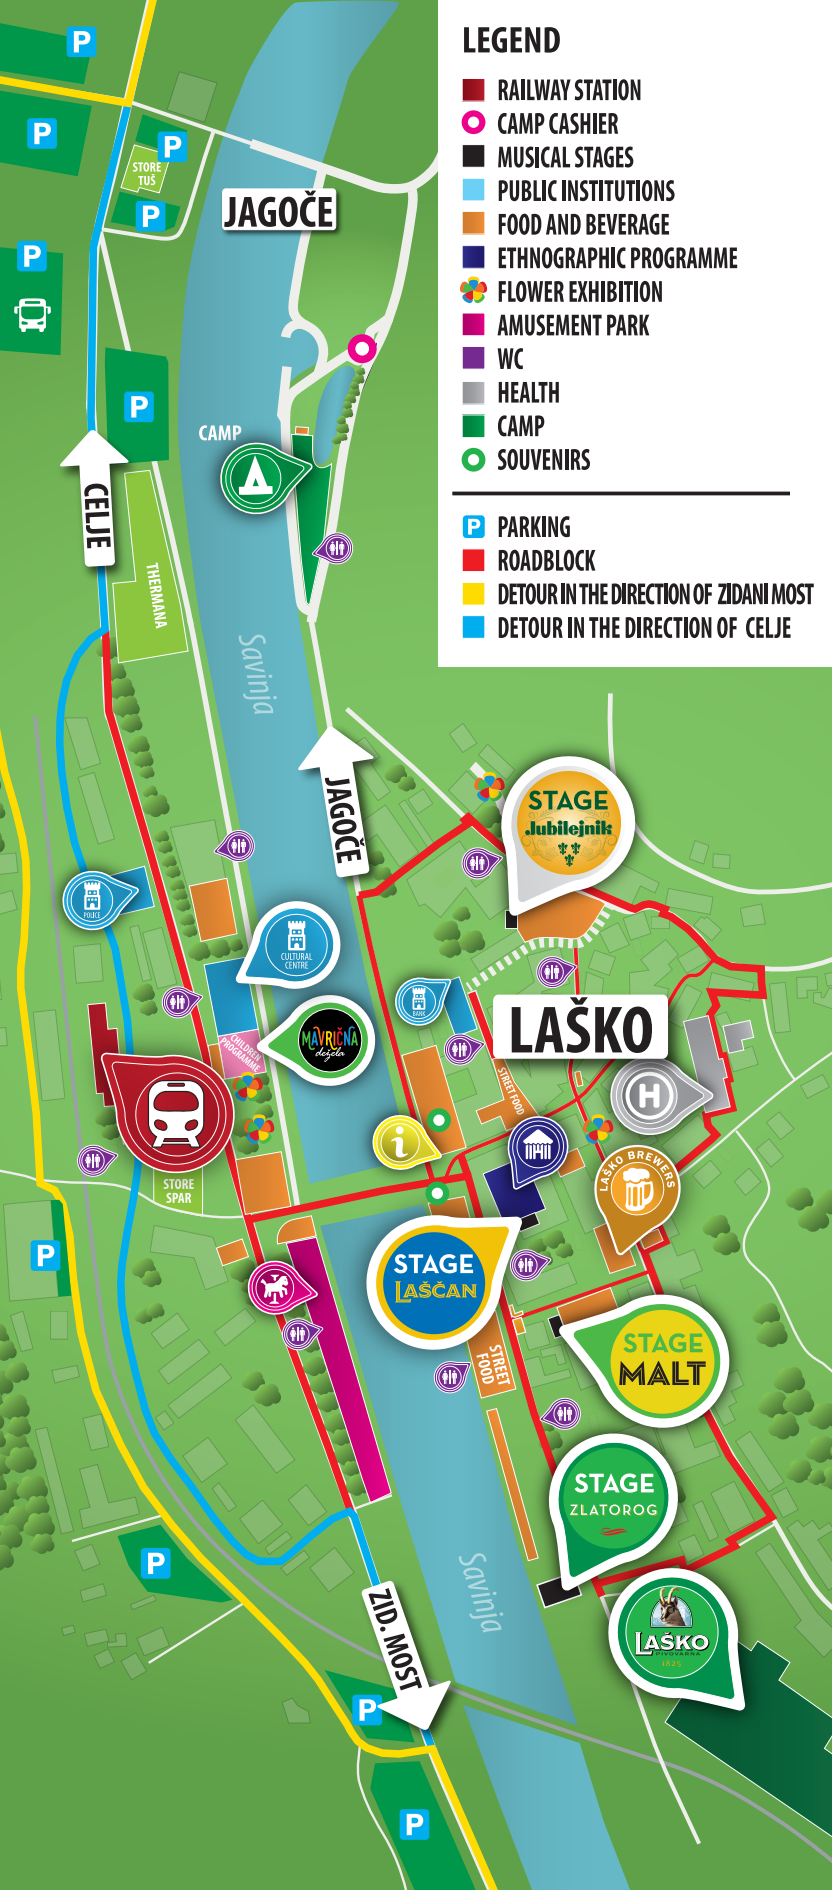 LEGEND
RAILWAY STATION
CAMP CASHIER
MUSICAL STAGES
PUBLIC INSTITUTIONS
FOOD AND BEVERAGE
ETHNOGRAPHIC PROGRAMME
FLOWER EXHIBITION
AMUSEMENT PARK
WC
HEALTH
CAMP
SOUVENIRS
P PARKING
ROADBLOCK
DETOUR IN THE DIRECTION OF ZIDANI MOST
DETOUR IN THE DIRECTION OF CELJE
P
P
P
STORE
TUŠ
P
JAGOČE
P
P
CAMP
CELJE
THERMANA
Savinja
JAGOČE
STAGE
Jubilejnik
POLICE
CULTURAL
CENTRE
BANK
LAŠKO
MAVRIČNA
dežela
CHILDREN
PROGRAMME
STREET FOOD
H
i
LAŠKO BREWERS
STORE
SPAR
P
STAGE
LAŠČAN
STREET
FOOD
STAGE
MALT
STAGE
ZLATOROG
P
Savinja
ZID. MOST
LAŠKO
PIVOVARNA
1825
P
P